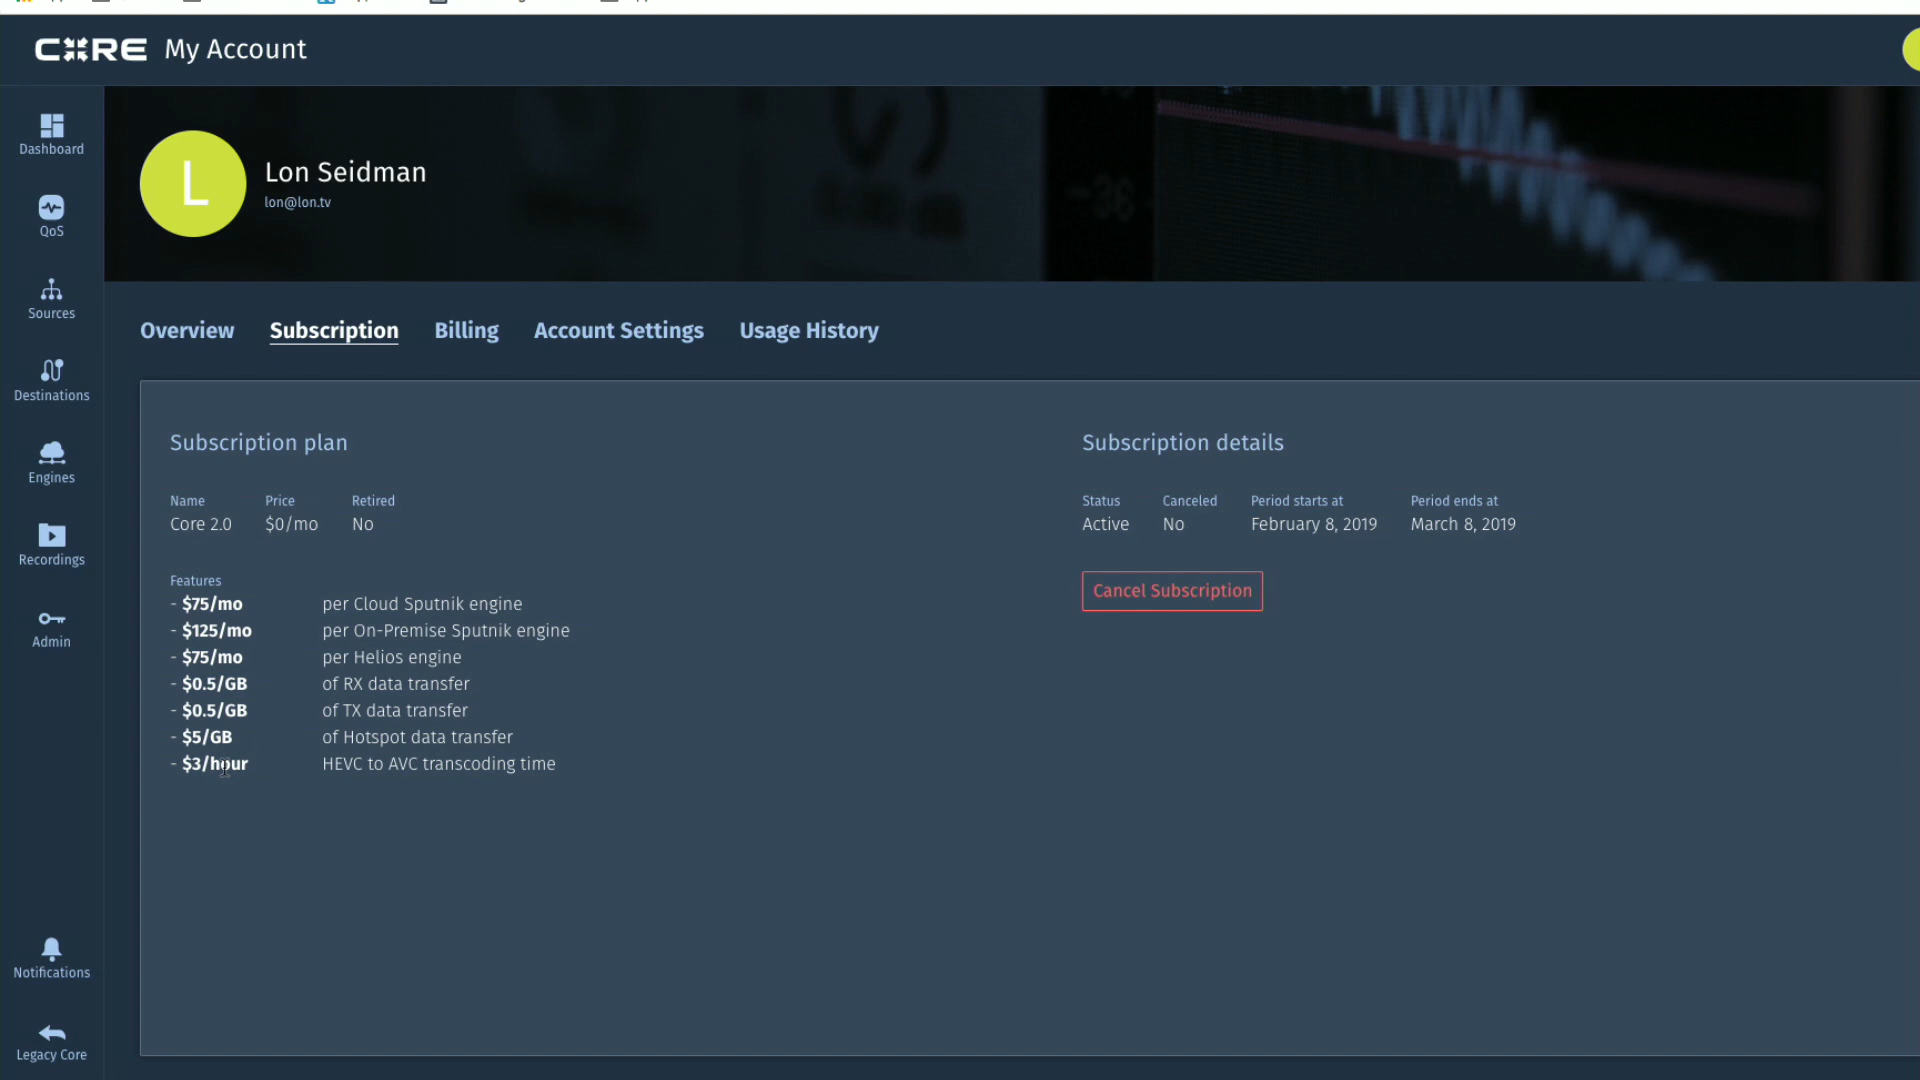 CORE My Account
Dashboard
QoS
Sources
Destinations
Engines
Recordings
Admin
Notifications
Legacy Core
L
Lon Seidman
lon@lon.tv
Overview Subscription Billing Account Settings Usage History
Subscription plan
Name Price Retired
Core 2.0 $0/mo No
Features
- $75/mo per Cloud Sputnik engine
- $125/mo per On-Premise Sputnik engine
- $75/mo per Helios engine
- $0.5/GB of RX data transfer
- $0.5/GB of TX data transfer
- $5/GB of Hotspot data transfer
- $3/hour HEVC to AVC transcoding time
Subscription details
Status Canceled Period starts at Period ends at
Active No February 8, 2019 March 8, 2019
Cancel Subscription
-36